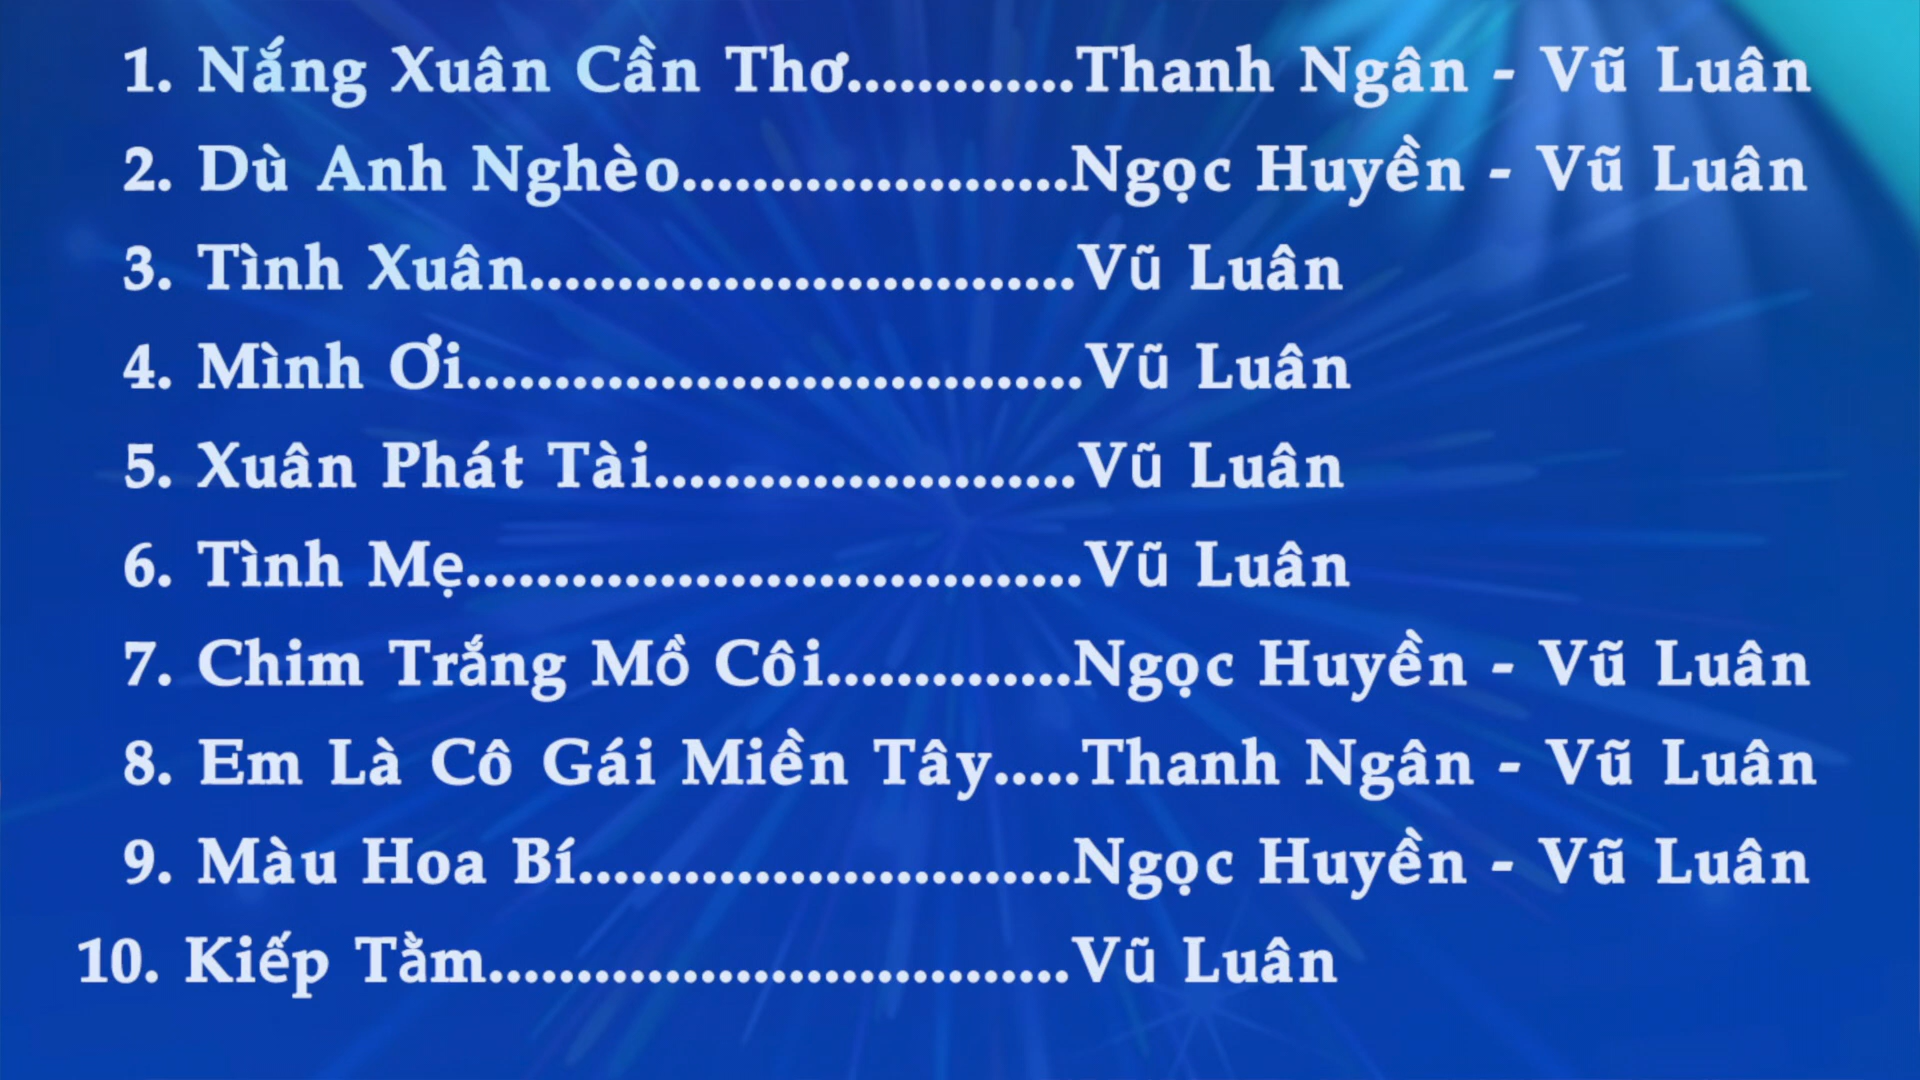 1. Nắng Xuân Cần Thơ.............Thanh Ngân - Vũ Luân
2. Dù Anh Nghèo......................Ngọc Huyền - Vũ Luân
3. Tình Xuân...............................Vũ Luân
4. Mình Ơi...................................Vũ Luân
5. Xuân Phát Tài........................Vũ Luân
6. Tình Mẹ...................................Vũ Luân
7. Chim Trắng Mồ Côi..............Ngọc Huyền - Vũ Luân
8. Em Là Cô Gái Miền Tây.....Thanh Ngân - Vũ Luân
9. Màu Hoa Bí............................Ngọc Huyền - Vũ Luân
10. Kiếp Tằm.................................Vũ Luân